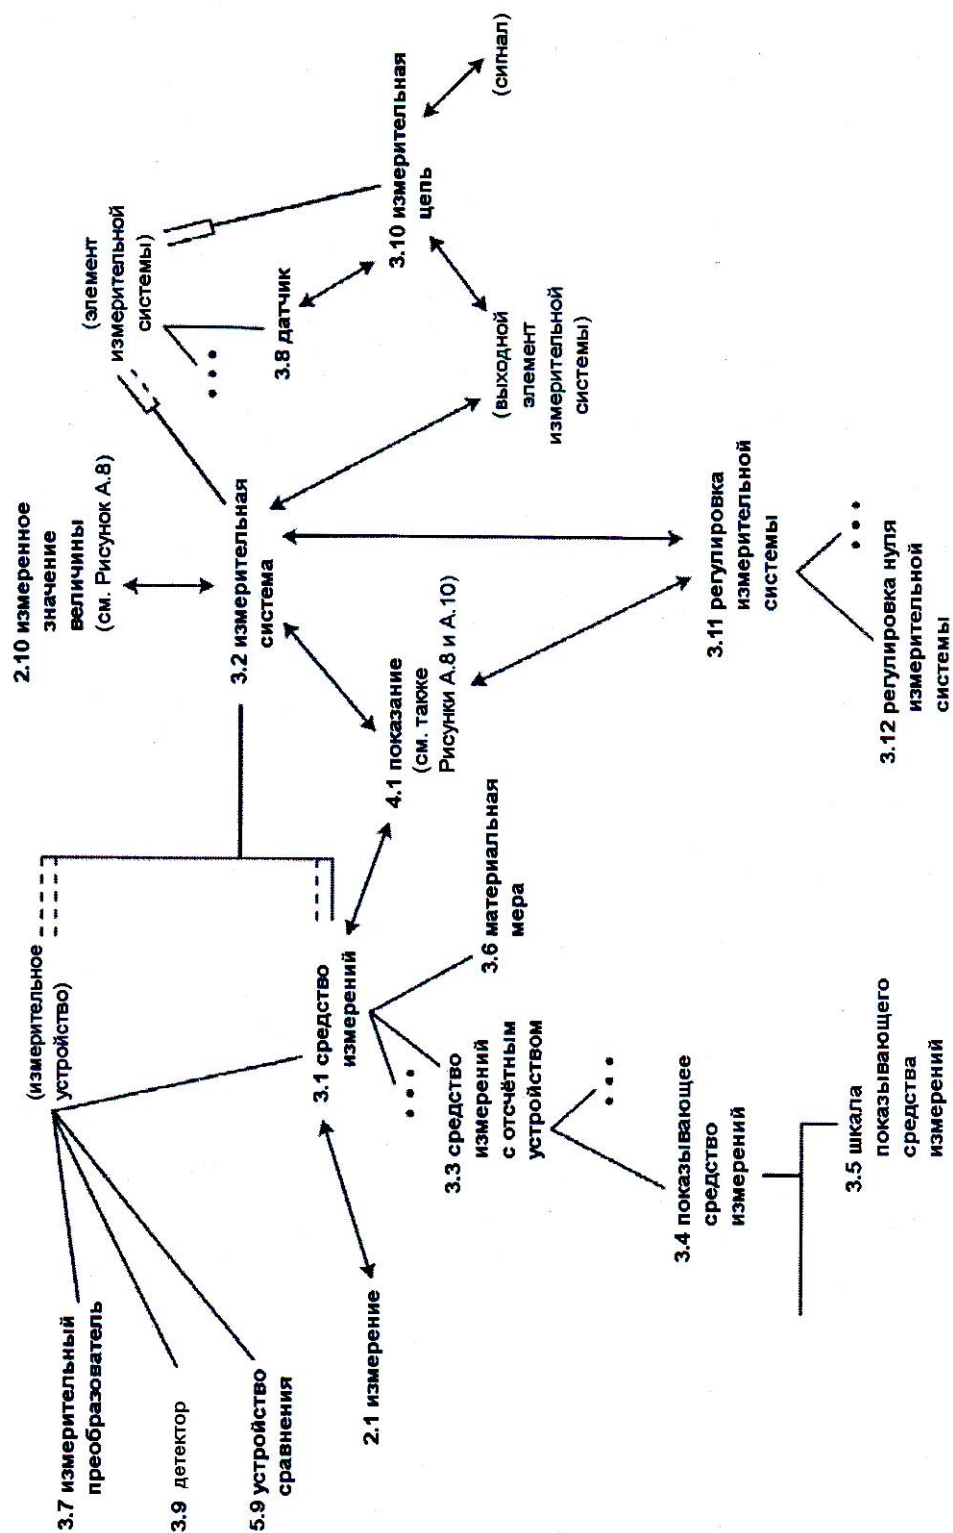 3.7 измерительный
преобразователь
3.9 детектор
5.9 устройство
сравнения
2.1 измерение
(измерительное
устройство)
3.1 средство
измерений
3.3 средство
измерений
с отсчётным
устройством
3.6 материальная
мера
3.4 показывающее
средство
измерений
3.5 шкала
показывающего
средства
измерений
2.10 измеренное
значение
величины
(см. Рисунок А.8)
3.2 измерительная
система
4.1 показание
(см. также
Рисунки А.8 и А.10)
3.11 регулировка
измерительной
системы
3.12 регулировка нуля
измерительной
системы
(элемент
измерительной
системы)
3.8 датчик
3.10 измерительная
цепь
(выходной
элемент
измерительной
системы)
(сигнал)